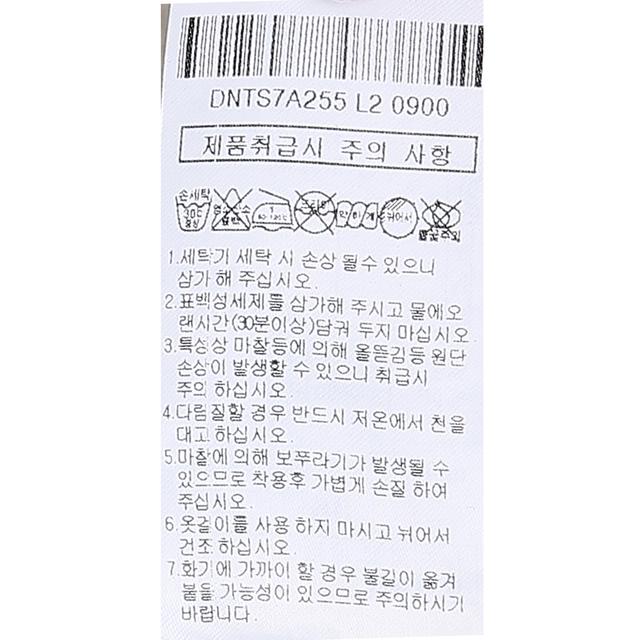 DNTS7A255 L2 0900
제품취급시 주의 사항
손세탁
30℃
중성
약하게
뉘어서
1.세탁기 세탁 시 손상 될수 있으니
삼가 해 주십시오.
2.표백성세제를 삼가해 주시고 물에오
랜시간(30분이상)담궈 두지 마십시오.
3.특성상 마찰등에 의해 올뜯김등 원단
손상이 발생할 수 있으니 취급시
주의 하십시오.
4.다림질할 경우 반드시 저온에서 천을
대고 하십시오.
5.마찰에 의해 보푸라기가 발생될 수
있으므로 착용후 가볍게 손질 하여
주십시오.
6.옷걸이를 사용 하지 마시고 뉘어서
건조 하십시오.
7.화기에 가까이 할 경우 불길이 옮겨
붙을 가능성이 있으므로 주의하시기
바랍니다.